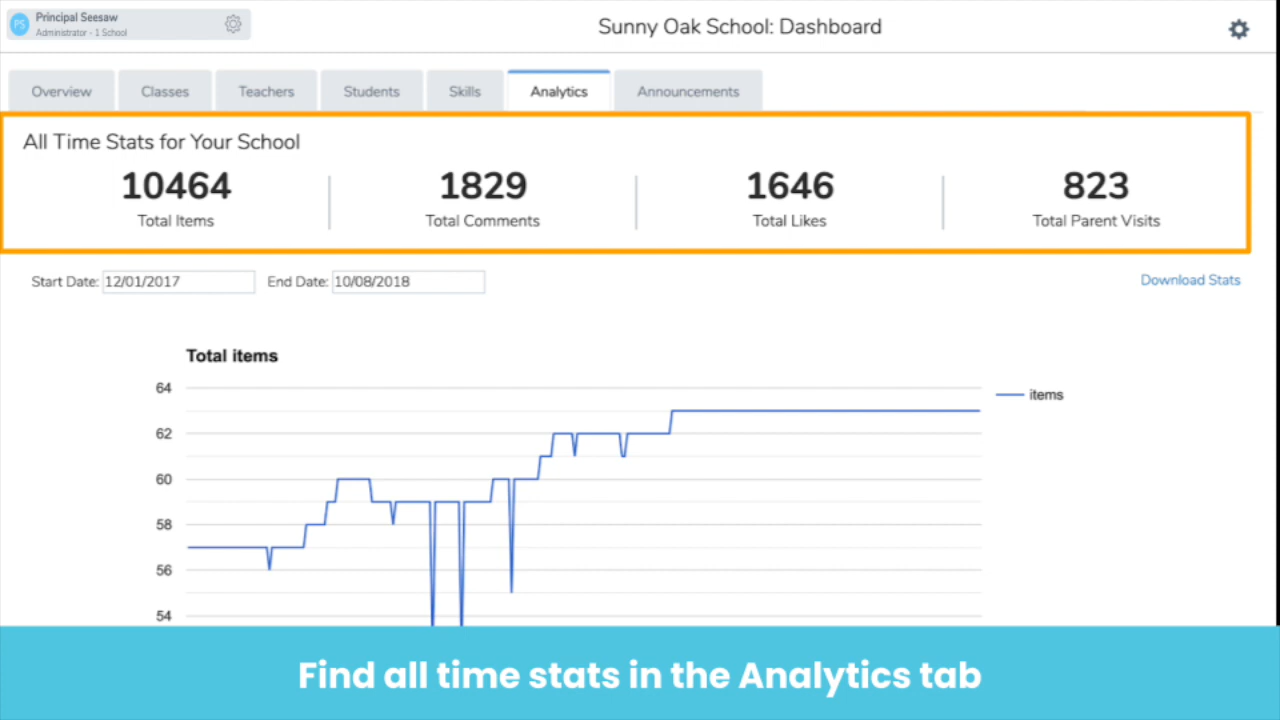 PS
Principal Seesaw
Administrator - 1 School
Sunny Oak School: Dashboard
Overview
Classes
Teachers
Students
Skills
Analytics
Announcements
All Time Stats for Your School
10464
1829
1646
823
Total Items
Total Comments
Total Likes
Total Parent Visits
Start Date: 12/01/2017
End Date: 10/08/2018
Download Stats
Total items
64
items
62
60
58
56
54
Find all time stats in the Analytics tab